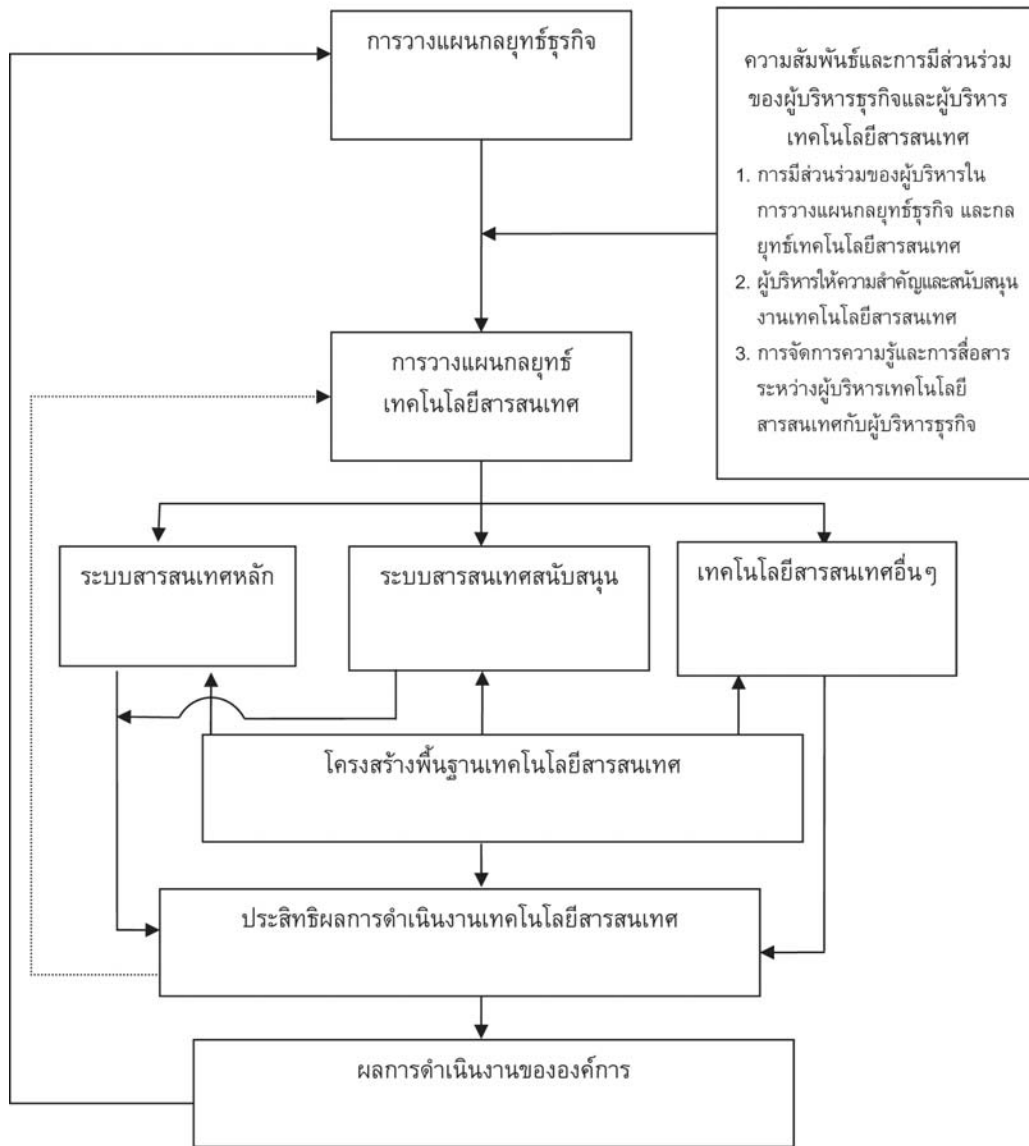 การวางแผนกลยุทธ์ธุรกิจ
ความสัมพันธ์และการมีส่วนร่วม
ของผู้บริหารธุรกิจและผู้บริหาร
เทคโนโลยีสารสนเทศ
1. การมีส่วนร่วมของผู้บริหารใน
การวางแผนกลยุทธ์ธุรกิจ และกล
ยุทธ์เทคโนโลยีสารสนเทศ
2. ผู้บริหารให้ความสำคัญและสนับสนุน
งานเทคโนโลยีสารสนเทศ
3. การจัดการความรู้และการสื่อสาร
ระหว่างผู้บริหารเทคโนโลยี
สารสนเทศกับผู้บริหารธุรกิจ
การวางแผนกลยุทธ์
เทคโนโลยีสารสนเทศ
ระบบสารสนเทศหลัก
ระบบสารสนเทศสนับสนุน
เทคโนโลยีสารสนเทศอื่นๆ
โครงสร้างพื้นฐานเทคโนโลยีสารสนเทศ
ประสิทธิผลการดำเนินงานเทคโนโลยีสารสนเทศ
ผลการดำเนินงานขององค์การ